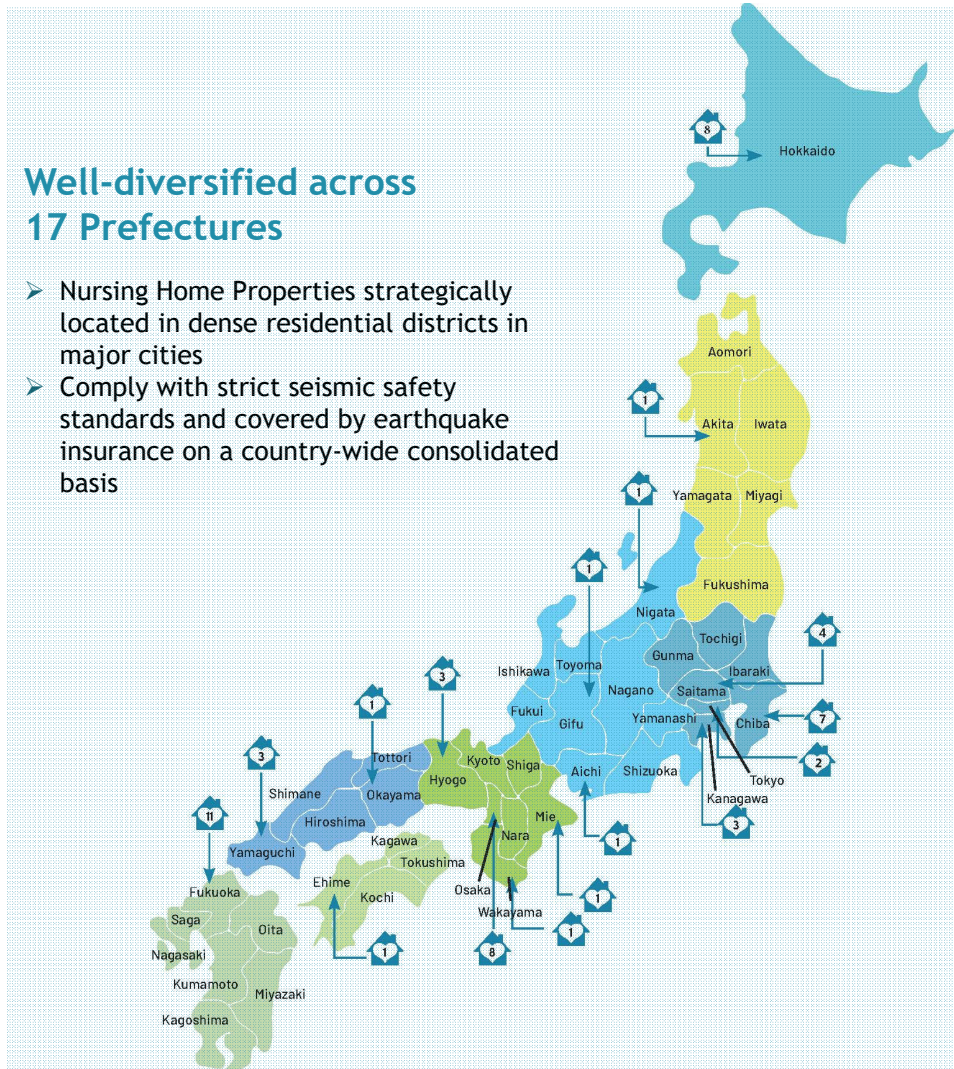 8
Hokkaido
Well-diversified across
17 Prefectures
➢ Nursing Home Properties strategically
located in dense residential districts in
major cities
➢ Comply with strict seismic safety
standards and covered by earthquake
insurance on a country-wide consolidated
basis
Aomori
1
Akita Iwata
1
Yamagata Miyagi
1
Fukushima
Nigata
4
Tochigi
Gunma
3
Ishikawa Toyoma
Ibaraki
1
Nagano Saitama
Fukui
Gifu
Yamanashi
Chiba 7
3
Tottori
Kyoto
Shiga
2
Hyogo
Aichi Shizuoka
Tokyo
Shimane
Okayama
Kanagawa
11
Hiroshima
Mie
3
Kagawa
Nara
1
Yamaguchi
Tokushima
Ehime
Osaka
Fukuoka
Kochi
1
Wakayama
Saga
Oita
1
Nagasaki
1
8
Kumamoto
Miyazaki
Kagoshima